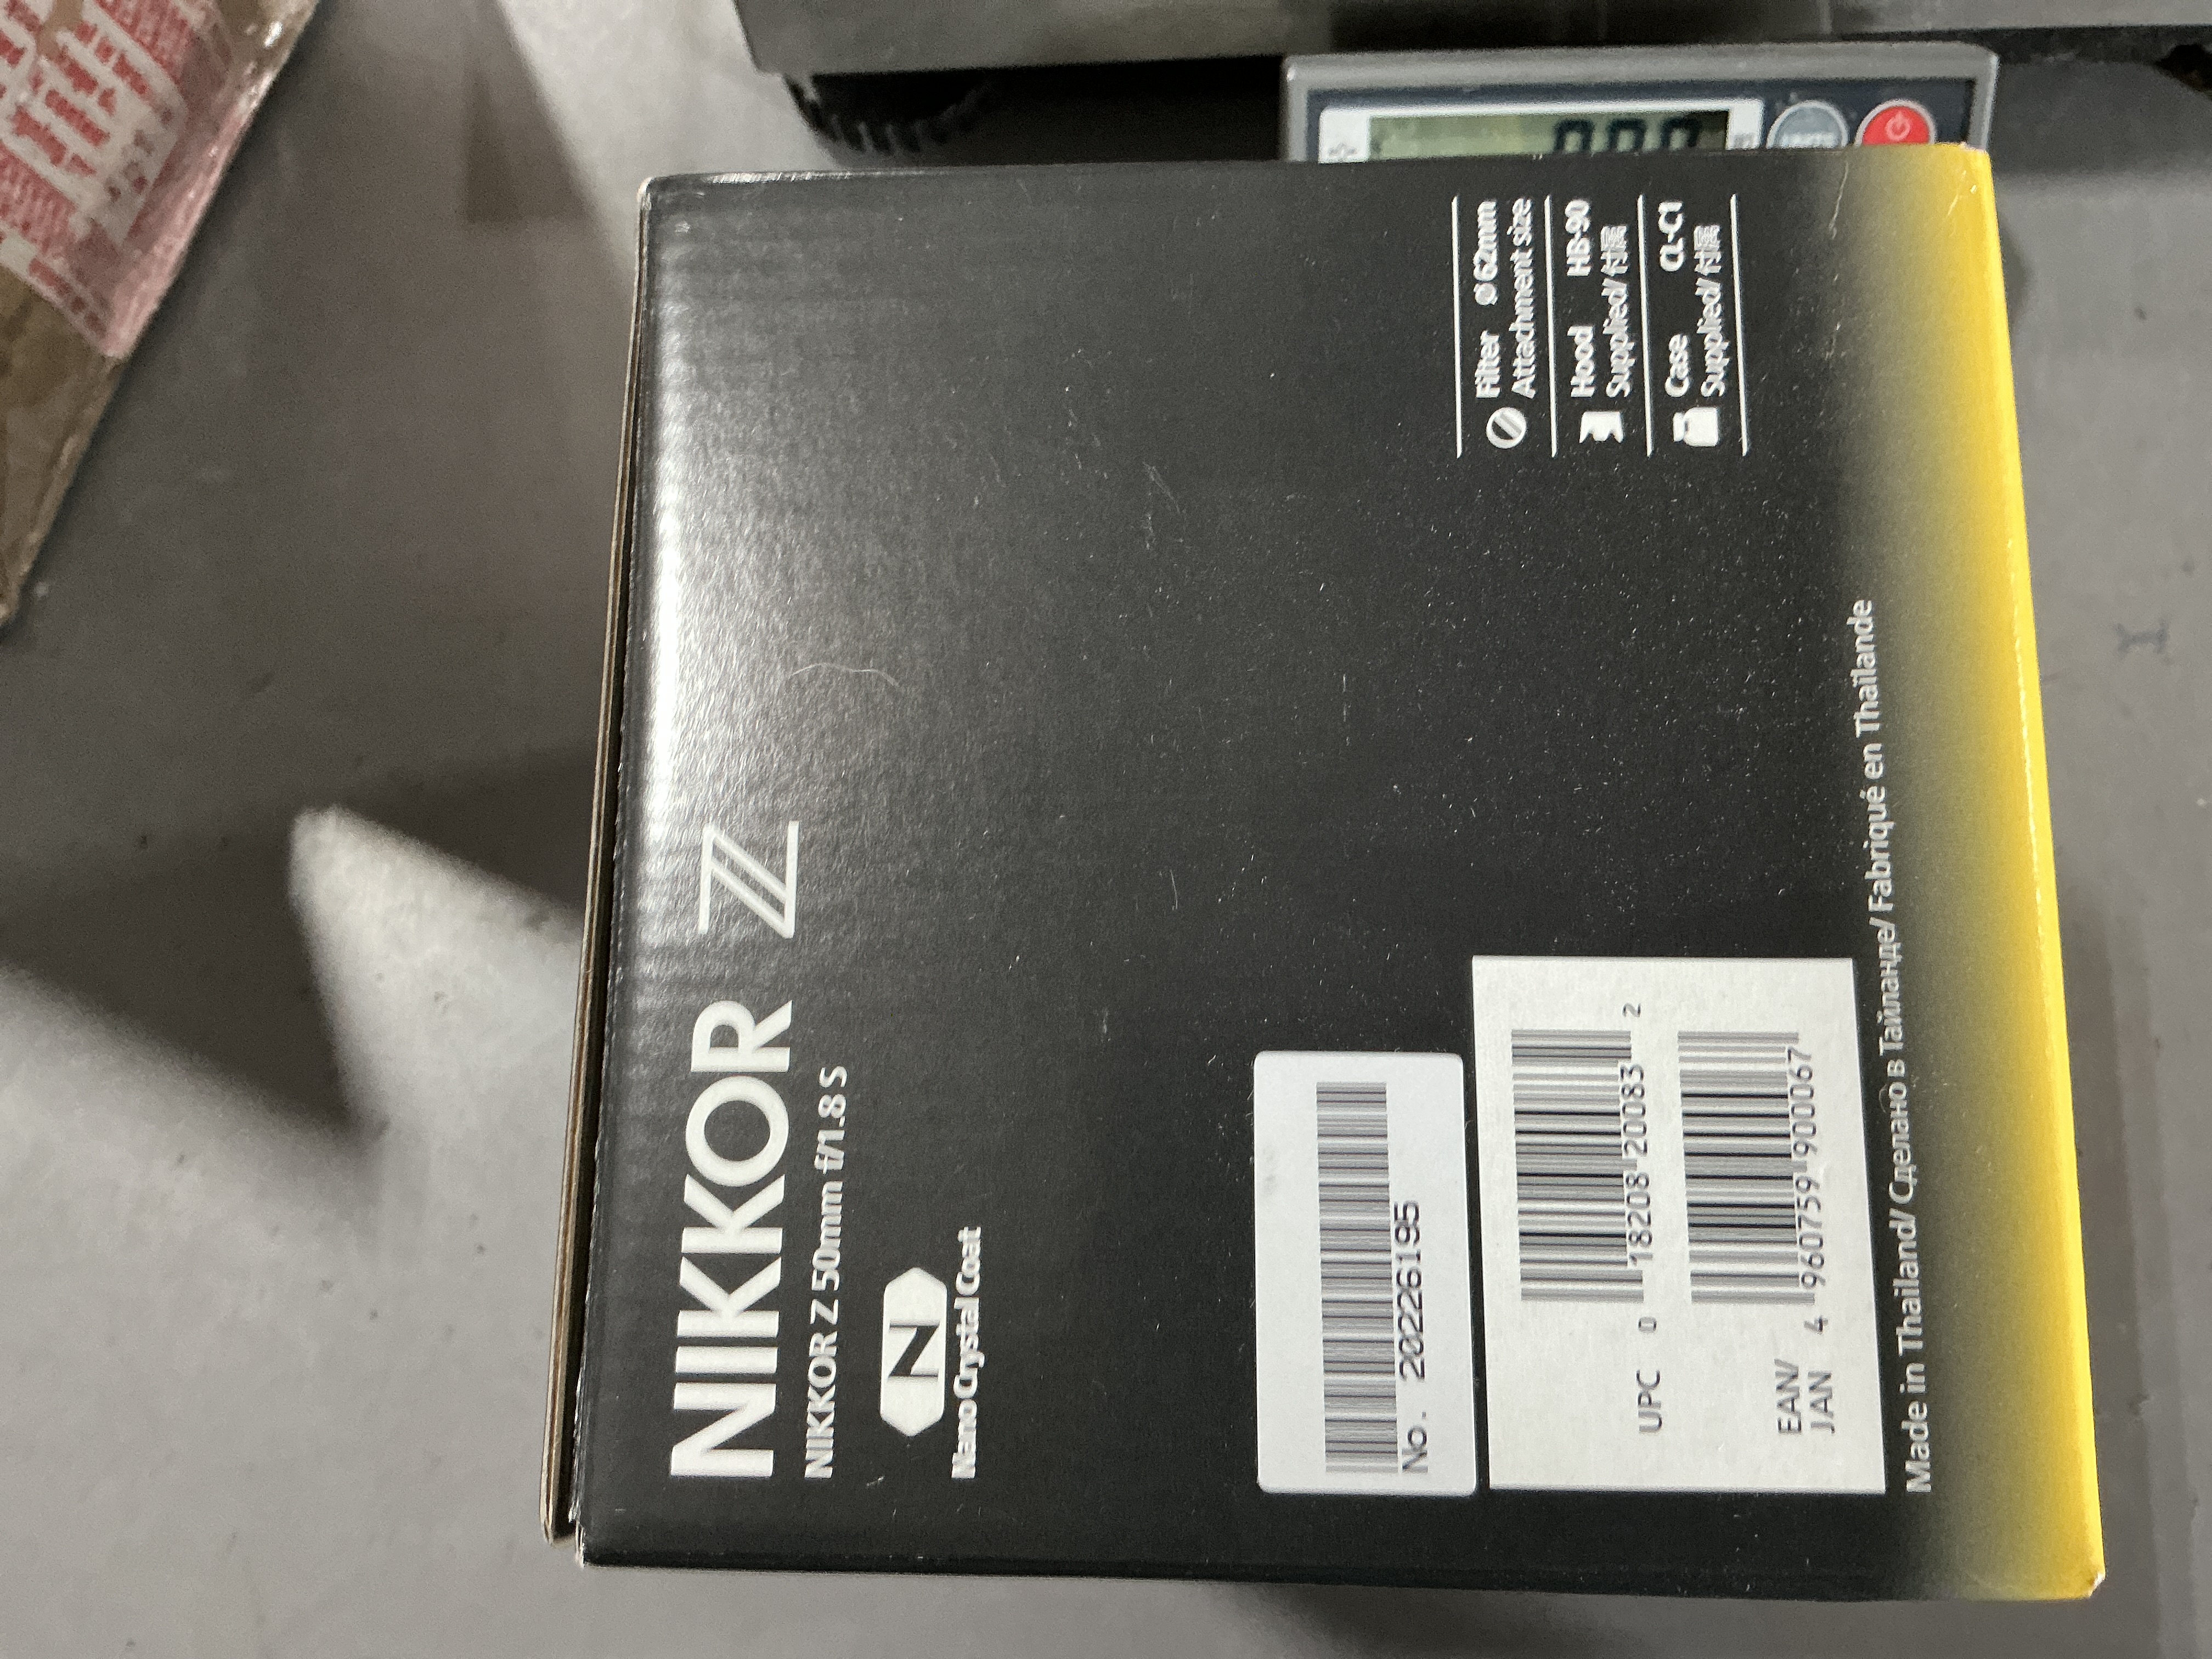 NIKKOR Z
NIKKOR Z 50mm f/1.8 S
N
Nano Crystal Coat
Filter ⌀62mm
Attachment size
Hood HB-90
Supplied/付属
Case CL-C1
Supplied/付属
No. 20226195
UPC 0 18208 20083 2
EAN/
JAN 4 960759 900067
Made in Thailand/ Сделано в Таиланде/ Fabriqué en Thaïlande